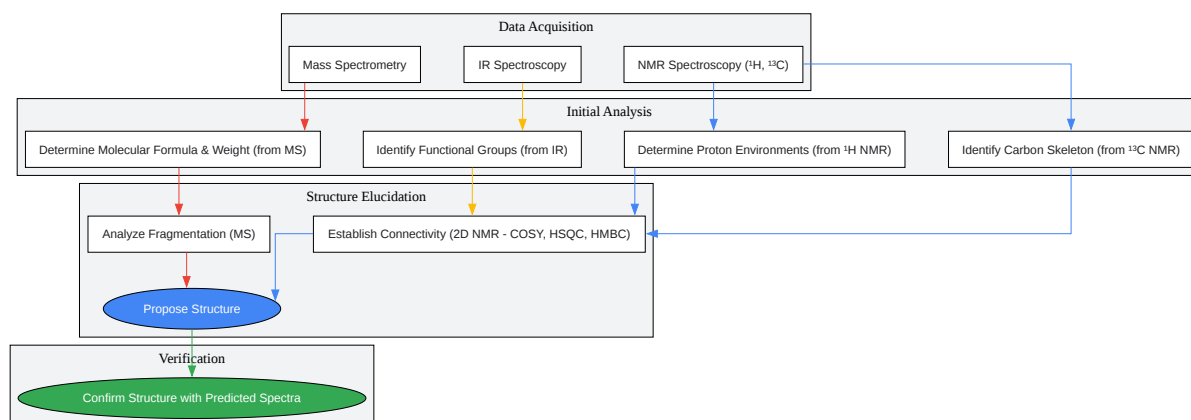 Data Acquisition
Mass Spectrometry
IR Spectroscopy
NMR Spectroscopy (¹H, ¹³C)
Initial Analysis
Determine Molecular Formula & Weight (from MS)
Identify Functional Groups (from IR)
Determine Proton Environments (from ¹H NMR)
Identify Carbon Skeleton (from ¹³C NMR)
Structure Elucidation
Analyze Fragmentation (MS)
Establish Connectivity (2D NMR - COSY, HSQC, HMBC)
Propose Structure
Verification
Confirm Structure with Predicted Spectra